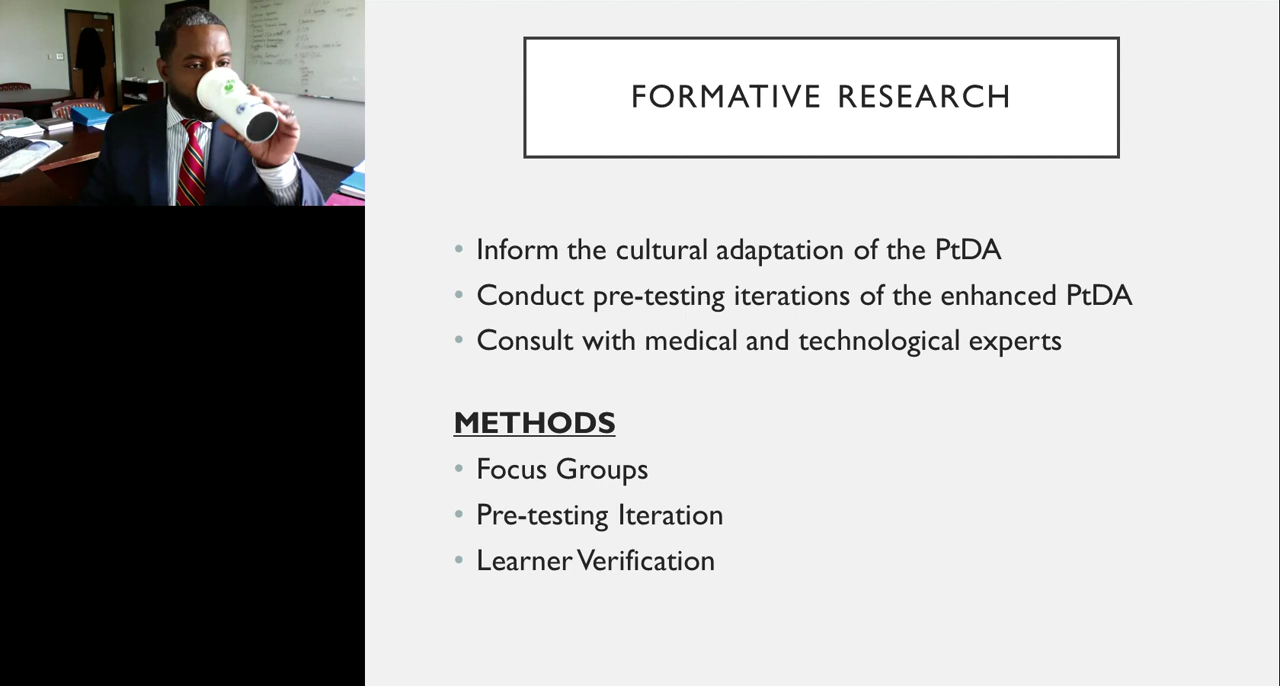 FORMATIVE RESEARCH
• Inform the cultural adaptation of the PtDA
• Conduct pre-testing iterations of the enhanced PtDA
• Consult with medical and technological experts
METHODS
• Focus Groups
• Pre-testing Iteration
• Learner Verification